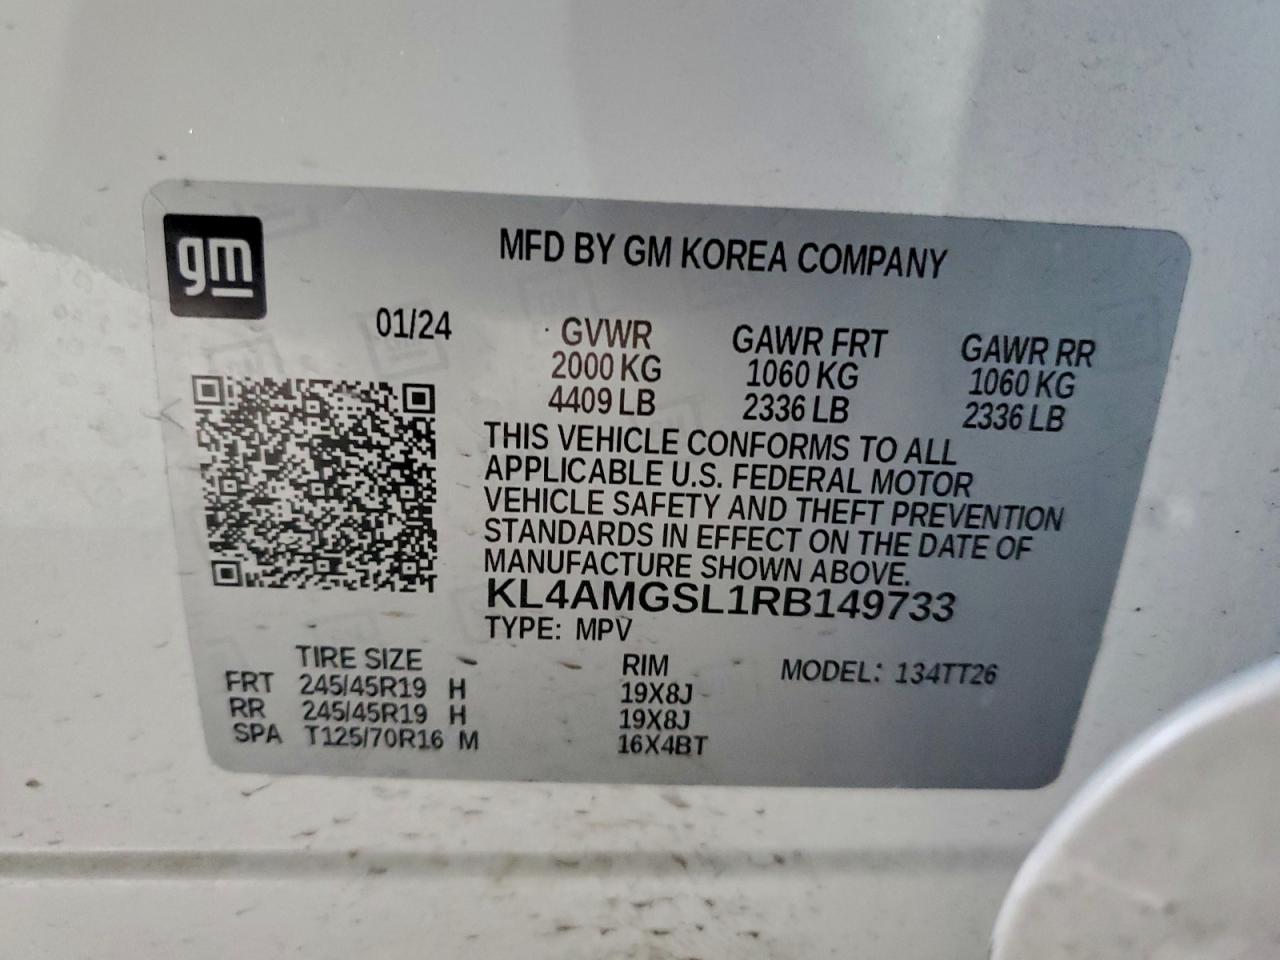 gm
MFD BY GM KOREA COMPANY
01/24
GVWR GAWR FRT GAWR RR
2000 KG 1060 KG 1060 KG
4409 LB 2336 LB 2336 LB
THIS VEHICLE CONFORMS TO ALL
APPLICABLE U.S. FEDERAL MOTOR
VEHICLE SAFETY AND THEFT PREVENTION
STANDARDS IN EFFECT ON THE DATE OF
MANUFACTURE SHOWN ABOVE.
KL4AMGSL1RB149733
TYPE: MPV
TIRE SIZE RIM MODEL: 134TT26
FRT 245/45R19 H 19X8J
RR 245/45R19 H 19X8J
SPA T125/70R16 M 16X4BT